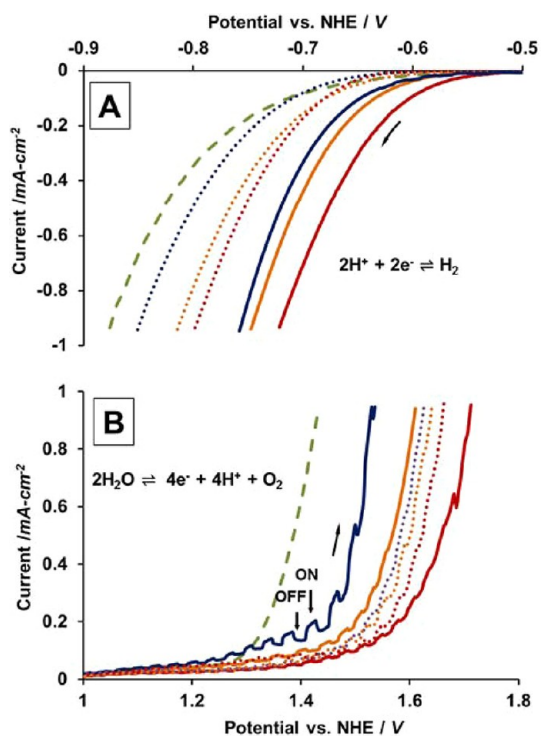 Potential vs. NHE / V
-0.9 -0.8 -0.7 -0.6 -0.5
A
0
-0.2
-0.4
-0.6
-0.8
-1
Current /mA-cm-2
2H+ + 2e- ⇌ H2
B
1
0.8
0.6
0.4
0.2
0
Current /mA-cm-2
2H2O ⇌ 4e- + 4H+ + O2
ON
OFF
1 1.2 1.4 1.6 1.8
Potential vs. NHE / V